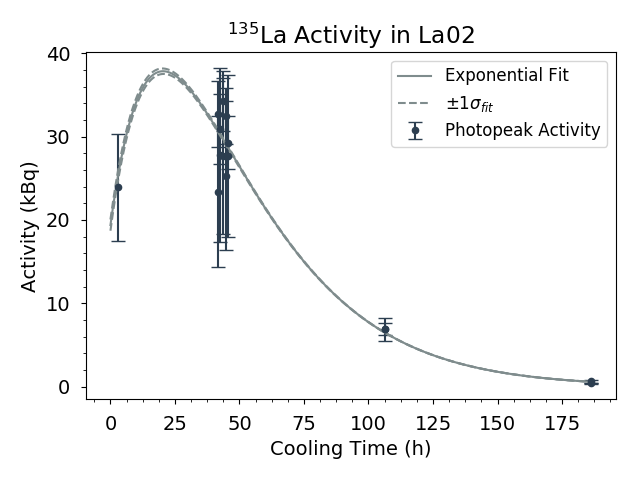 ¹³⁵La Activity in La02
Exponential Fit
±1σ_fit
Photopeak Activity
Activity (kBq)
40
30
20
10
0
0 25 50 75 100 125 150 175
Cooling Time (h)